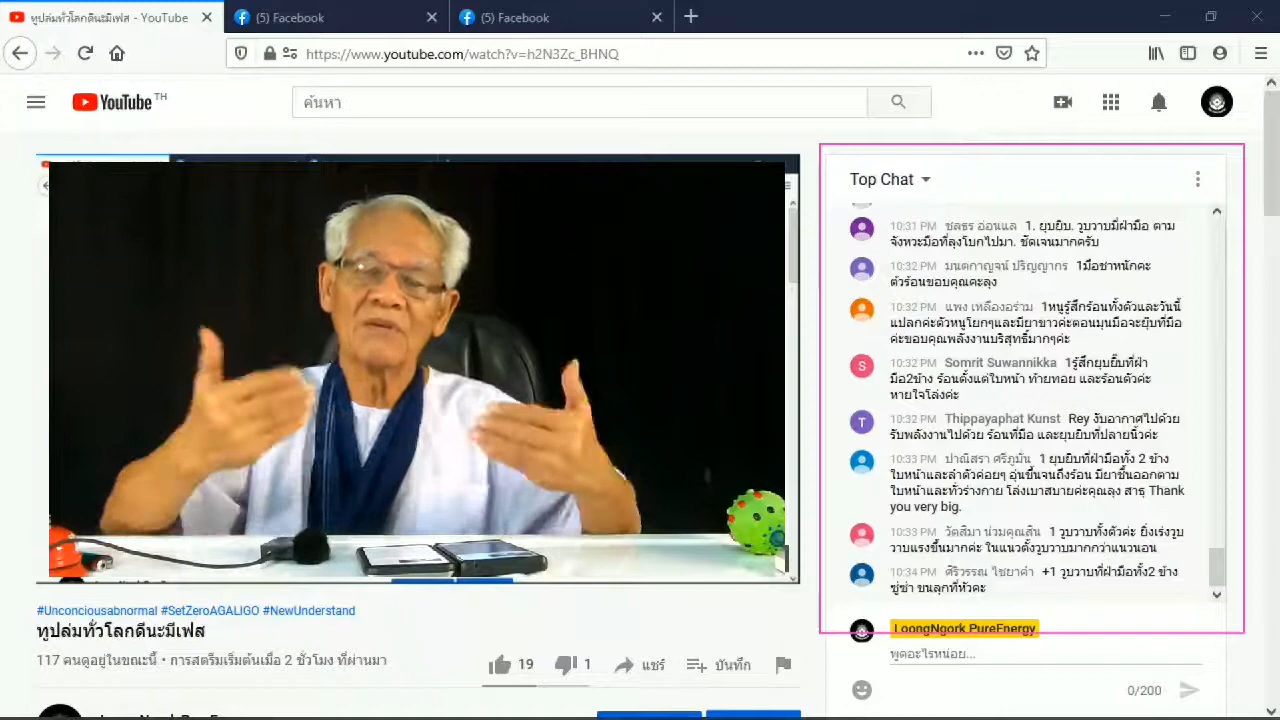 ทูปล่มทั่วโลกดีนะมีเฟส - YouTube
(5) Facebook
(5) Facebook
https://www.youtube.com/watch?v=h2N3Zc_BHNQ
YouTube TH
ค้นหา
Top Chat
10:31 PM ชลธร อ่อนแล 1. ยุบยิบ. วูบวาบมี่ฝ่ามือ ตาม
จังหวะมือที่ลุงโบกไปมา. ชัดเจนมากครับ
10:32 PM มนตกาญจน์ ปริญญากร 1มือชาหนักคะ
ตัวร้อนขอบคุณคะลุง
10:32 PM แพง เหลืองอร่าม 1หนูรู้สึกร้อนทั้งตัวและวันนี้
แปลกค่ะตัวหนูโยกๆและมียาขาวค่ะตอนมุนมือจะยุ๊บที่มือ
ค่ะขอบคุณพลังงานบริสุทธิ์มากๆค่ะ
10:32 PM Somrit Suwannikka 1รู้สึกยุบยิ๊บที่ฝ่า
มือ2ข้าง ร้อนตั้งแต่ใบหน้า ท้ายทอย และร้อนตัวค่ะ
หายใจโล่งค่ะ
10:32 PM Thippayaphat Kunst Rey งับอากาศไปด้วย
รับพลังงานไปด้วย ร้อนที่มือ และยุบยิบที่ปลายนิ้วค่ะ
10:33 PM ปาณิสรา ศรีภูมัน 1 ยุบยิบที่ฝ่ามือทั้ง 2 ข้าง
ใบหน้าและลำตัวค่อยๆ อุ่นขึ้นจนถึงร้อน มียาชื้นออกตาม
ใบหน้าและทั่วร่างกาย โล่งเบาสบายค่ะคุณลุง สาธุ Thank
you very big.
10:33 PM วัตสิมา น่วมคุณสิน 1 วูบวาบทั้งตัวค่ะ ยิ่งเร่งวูบ
วาบแรงขึ้นมากค่ะ ในแนวตั้งวูบวาบมากกว่าแนวนอน
10:34 PM ศิริวรรณ ไชยาคำ +1 วูบวาบที่ฝ่ามือทั้ง2 ข้าง
ซู่ซ่า ขนลุกที่หัวคะ
LoongNgork PureEnergy
พูดอะไรหน่อย...
0/200
#Unconciousabnormal #SetZeroAGALIGO #NewUnderstand
ทูปล่มทั่วโลกดีนะมีเฟส
117 คนดูอยู่ในขณะนี้ • การสตรีมเริ่มต้นเมื่อ 2 ชั่วโมง ที่ผ่านมา
19 1 แชร์ บันทึก